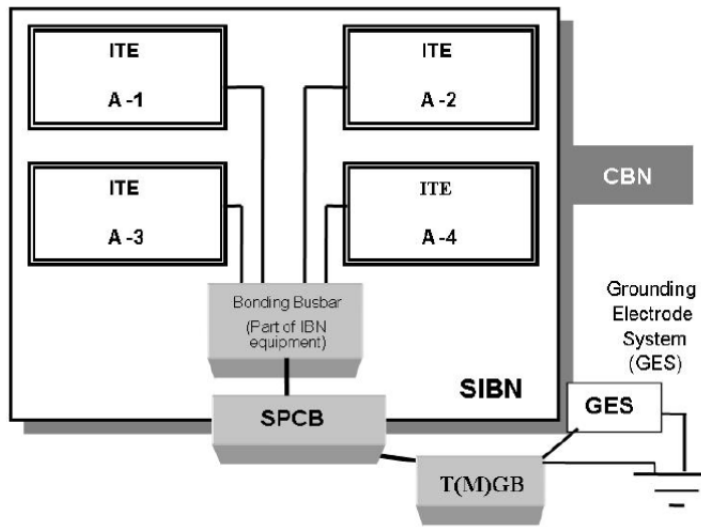 ITE
A -1
ITE
A -2
ITE
A -3
ITE
A -4
CBN
Bonding Busbar
(Part of IBN
equipment)
Grounding
Electrode
System
(GES)
SIBN
GES
SPCB
T(M)GB